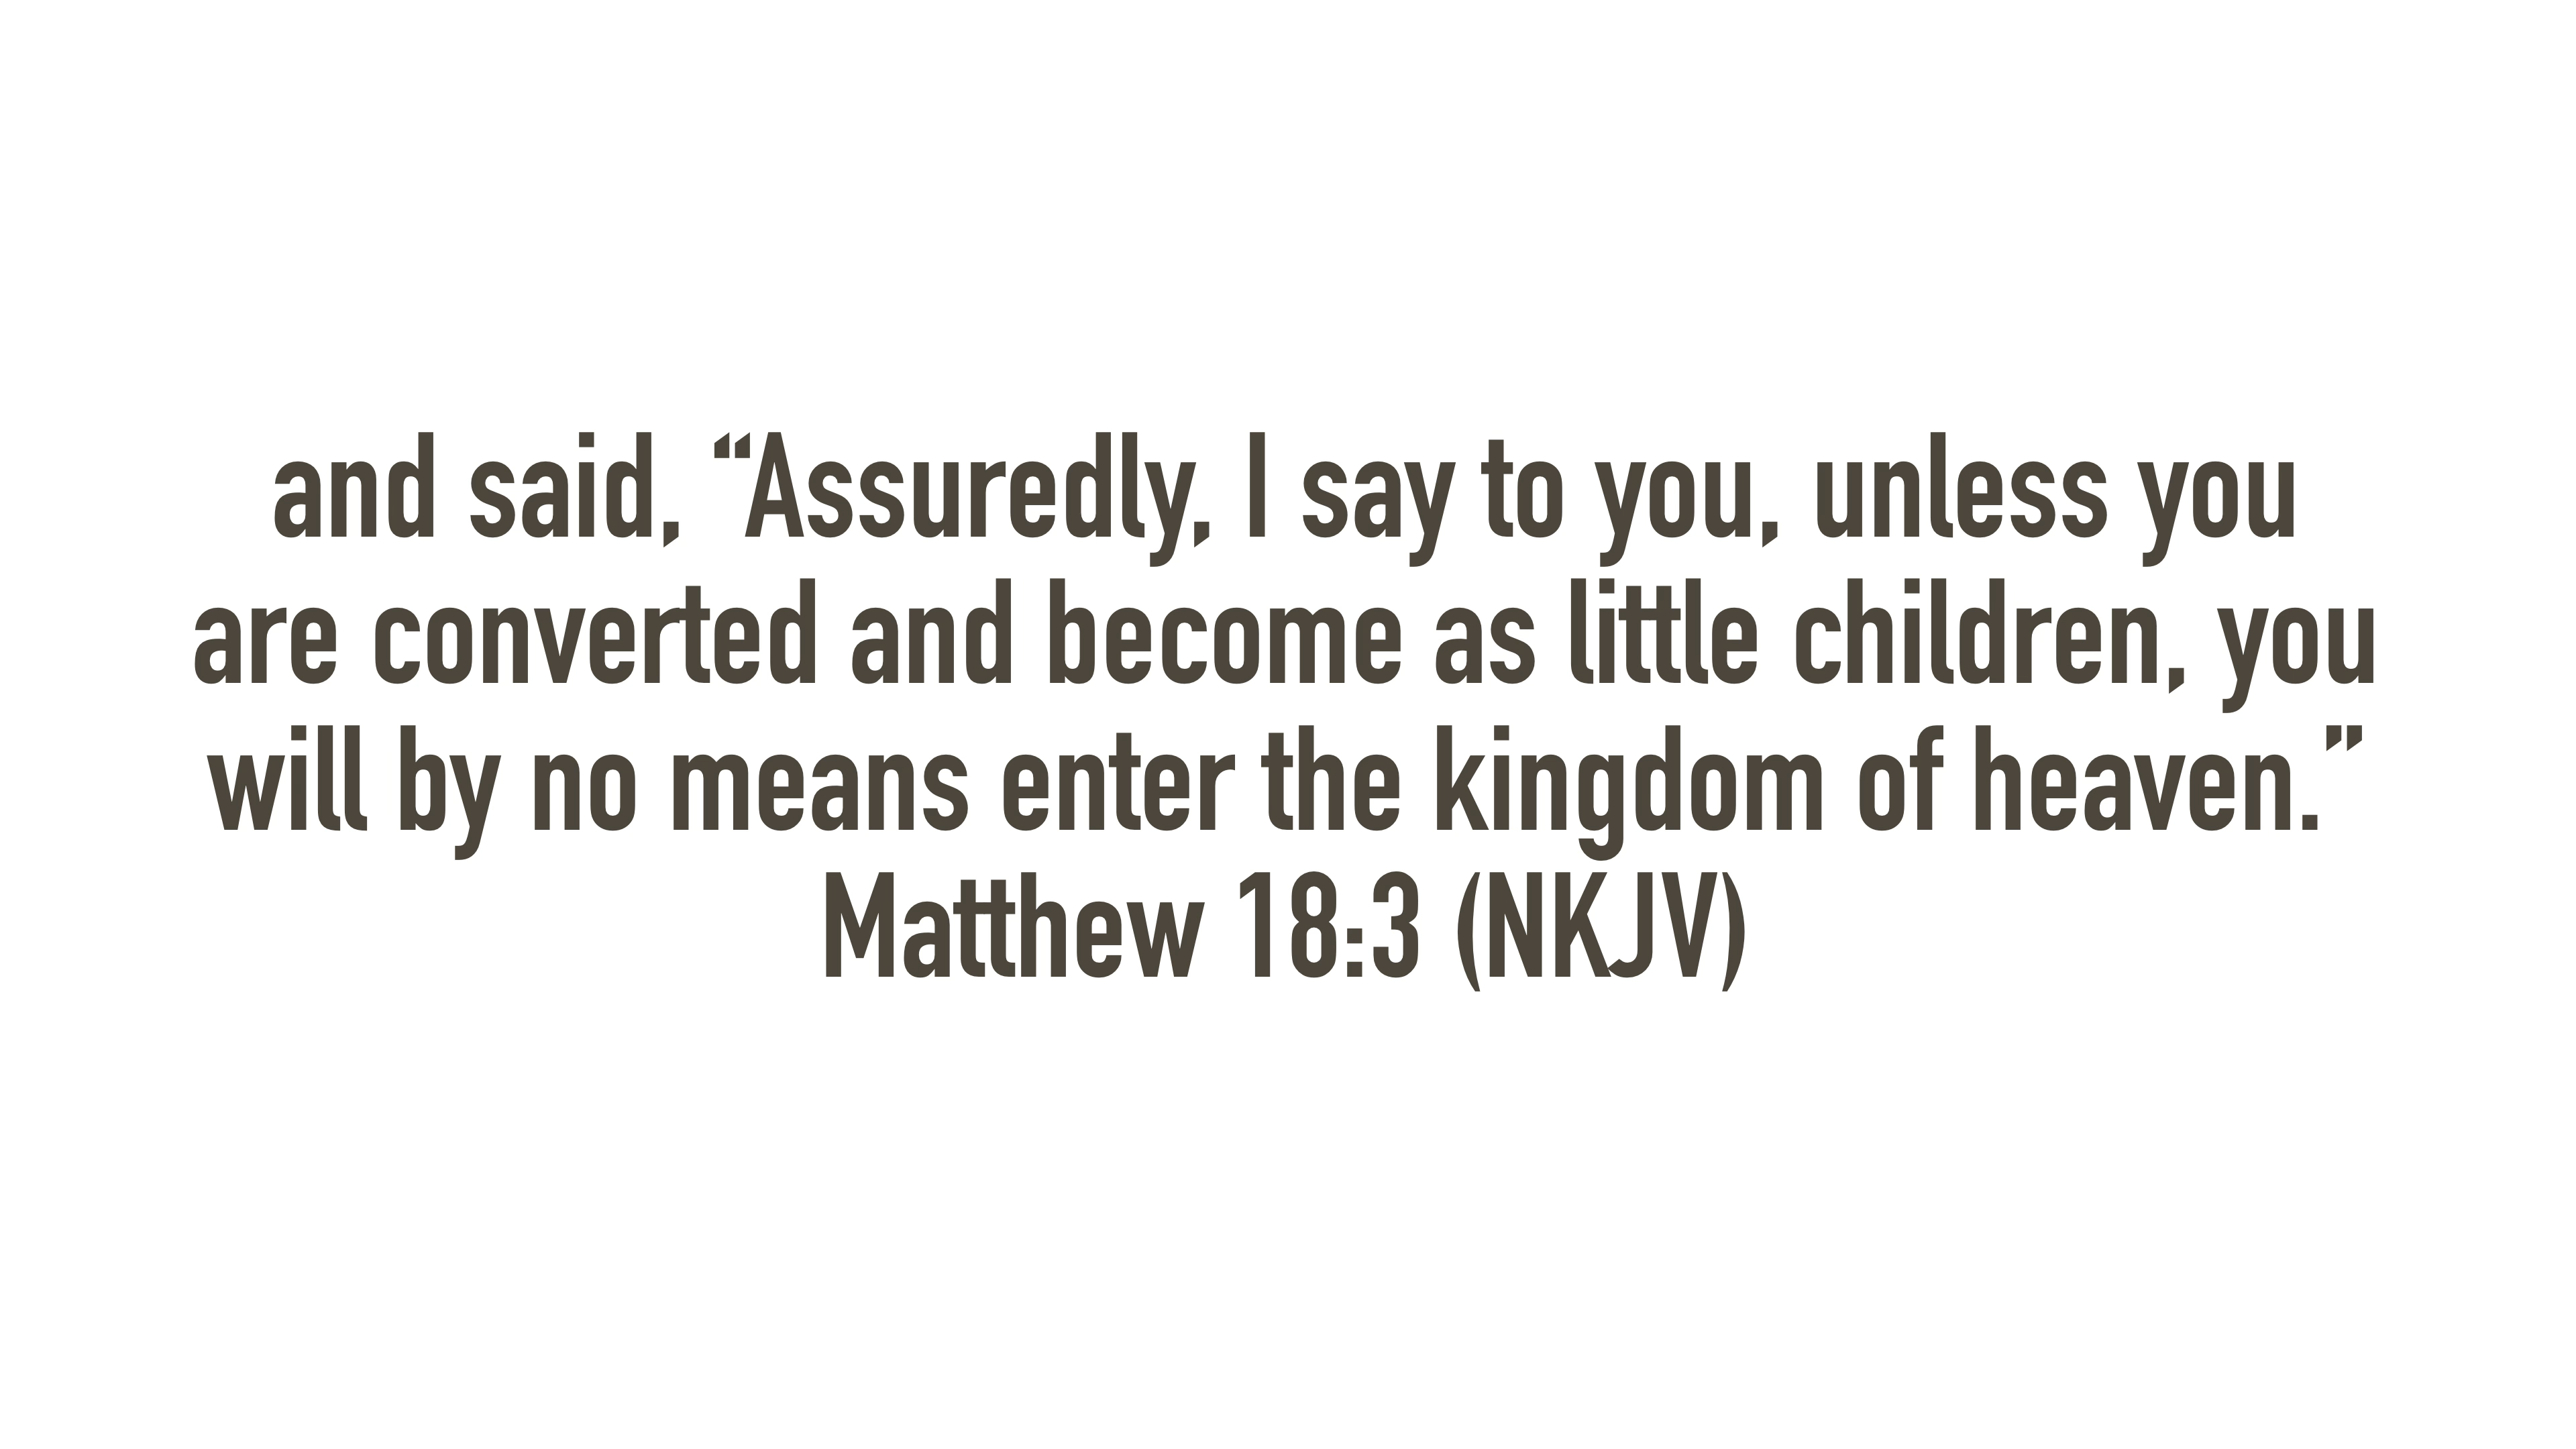 and said, “Assuredly, I say to you, unless you
are converted and become as little children, you
will by no means enter the kingdom of heaven.”
Matthew 18:3 (NKJV)